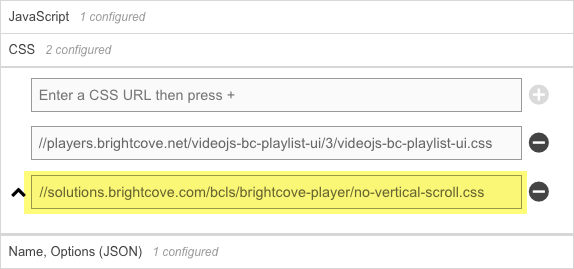 JavaScript 1 configured
CSS 2 configured
Enter a CSS URL then press +
//players.brightcove.net/videojs-bc-playlist-ui/3/videojs-bc-playlist-ui.css
//solutions.brightcove.com/bcls/brightcove-player/no-vertical-scroll.css
Name, Options (JSON) 1 configured